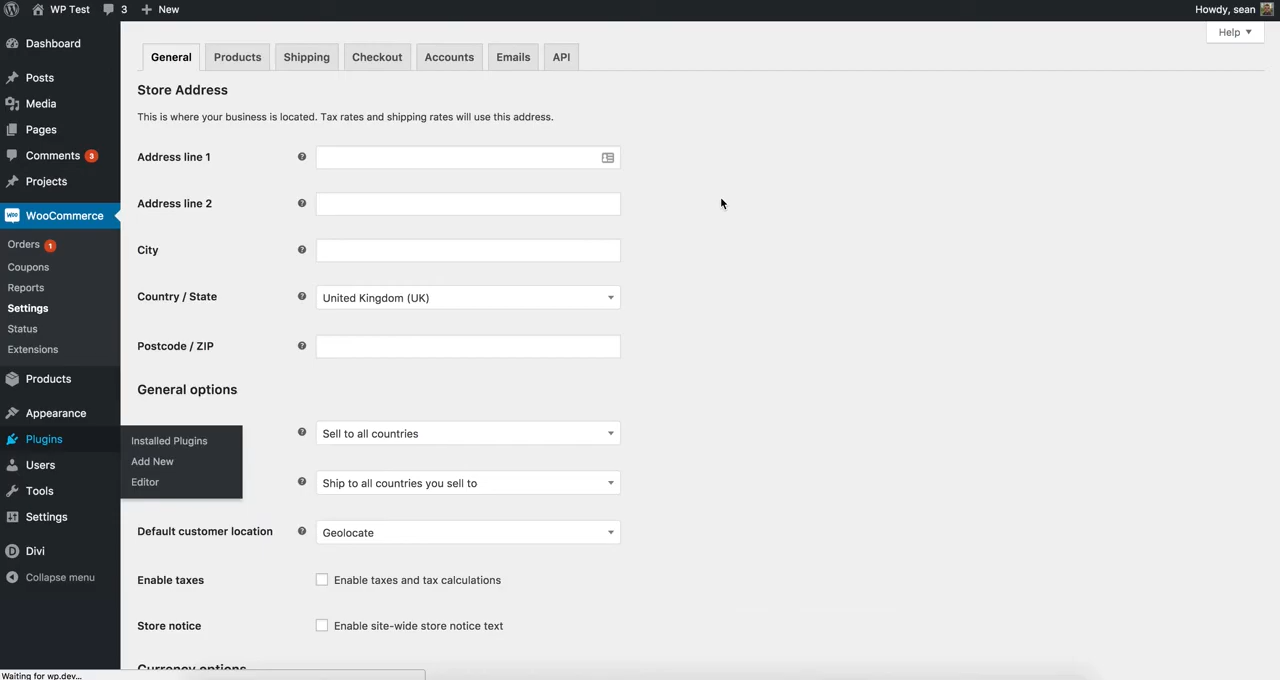 WP Test 3 New Howdy, sean
Help
Dashboard
Posts
Media
Pages
Comments 3
Projects
WooCommerce
Orders 1
Coupons
Reports
Settings
Status
Extensions
Products
Appearance
Plugins
Installed Plugins
Add New
Editor
Users
Tools
Settings
Divi
Collapse menu
General Products Shipping Checkout Accounts Emails API
Store Address
This is where your business is located. Tax rates and shipping rates will use this address.
Address line 1
Address line 2
City
Country / State United Kingdom (UK)
Postcode / ZIP
General options
Sell to all countries
Ship to all countries you sell to
Default customer location Geolocate
Enable taxes Enable taxes and tax calculations
Store notice Enable site-wide store notice text
Currency options
Waiting for wp.dev...